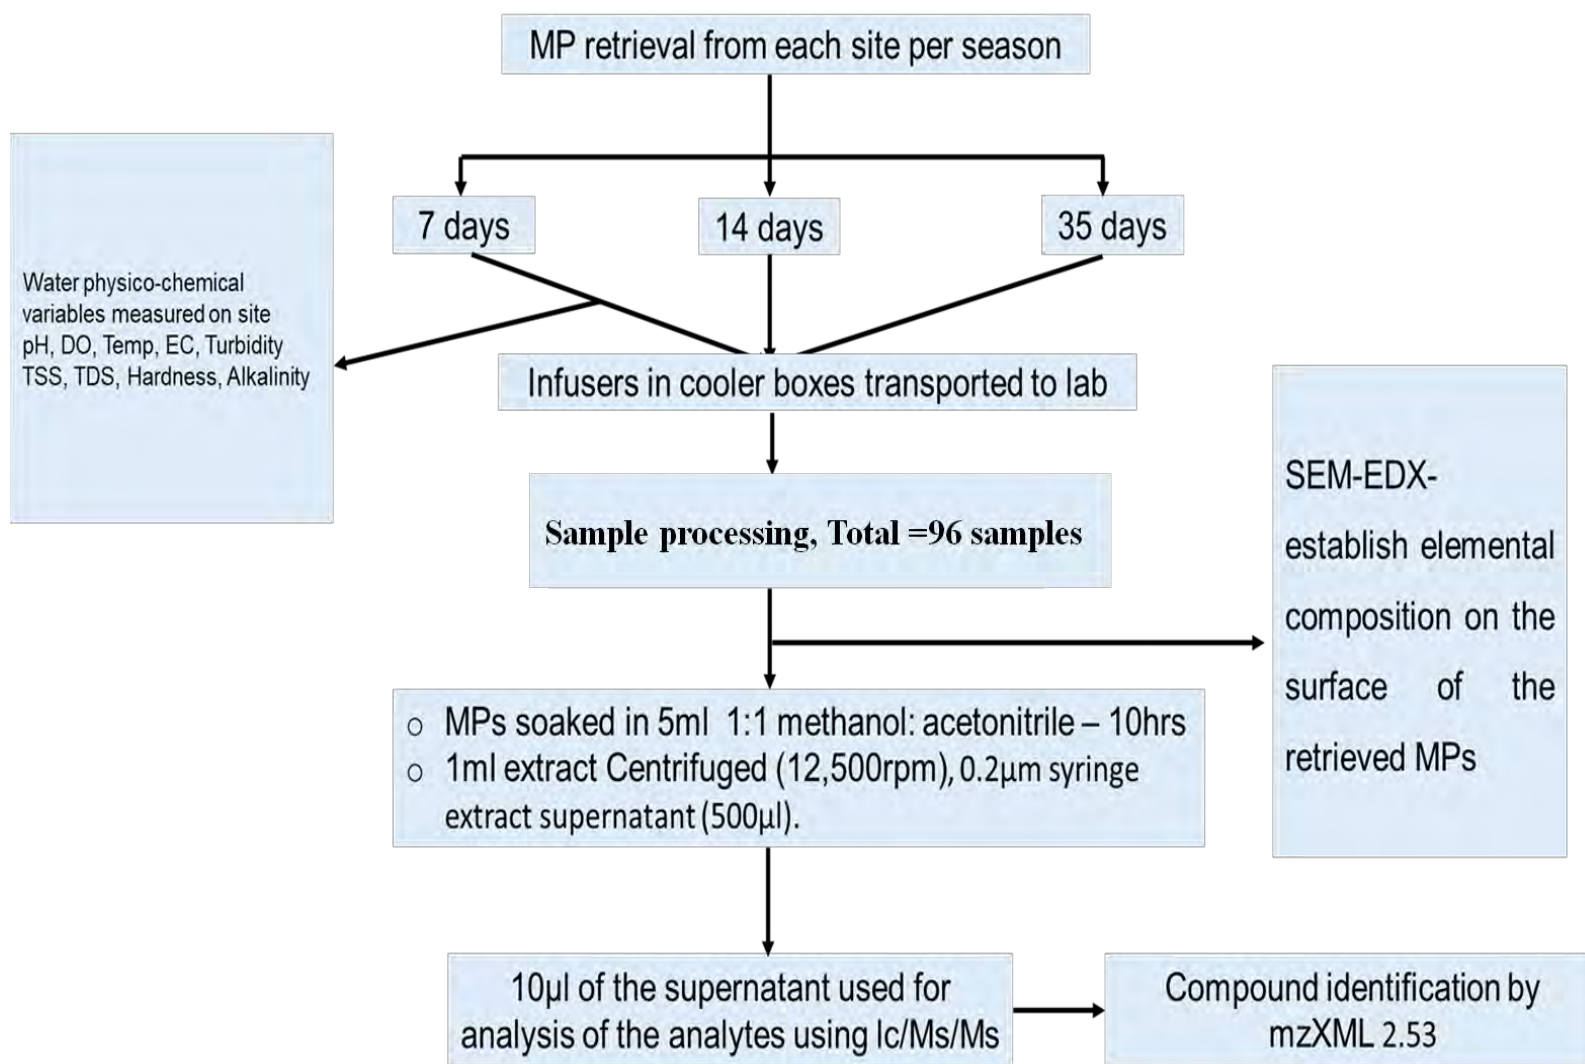 MP retrieval from each site per season
7 days
14 days
35 days
Water physico-chemical
variables measured on site
pH, DO, Temp, EC, Turbidity
TSS, TDS, Hardness, Alkalinity
Infusers in cooler boxes transported to lab
Sample processing, Total =96 samples
SEM-EDX-
establish elemental
composition on the
surface of the
retrieved MPs
○ MPs soaked in 5ml 1:1 methanol: acetonitrile – 10hrs
○ 1ml extract Centrifuged (12,500rpm), 0.2µm syringe
extract supernatant (500µl).
10µl of the supernatant used for
analysis of the analytes using lc/Ms/Ms
Compound identification by
mzXML 2.53